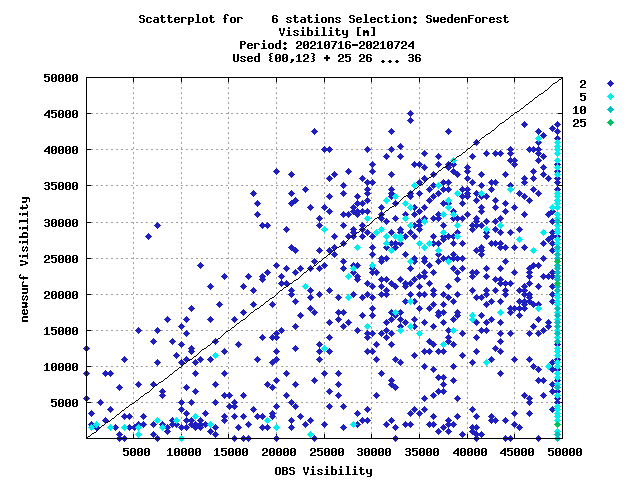 Scatterplot for 6 stations Selection: SwedenForest
Visibility [m]
Period: 20210716-20210724
Used {00,12} + 25 26 ... 36
2
5
10
25
50000
45000
40000
35000
30000
25000
20000
15000
10000
5000
newsurf Visibility
5000 10000 15000 20000 25000 30000 35000 40000 45000 50000
OBS Visibility